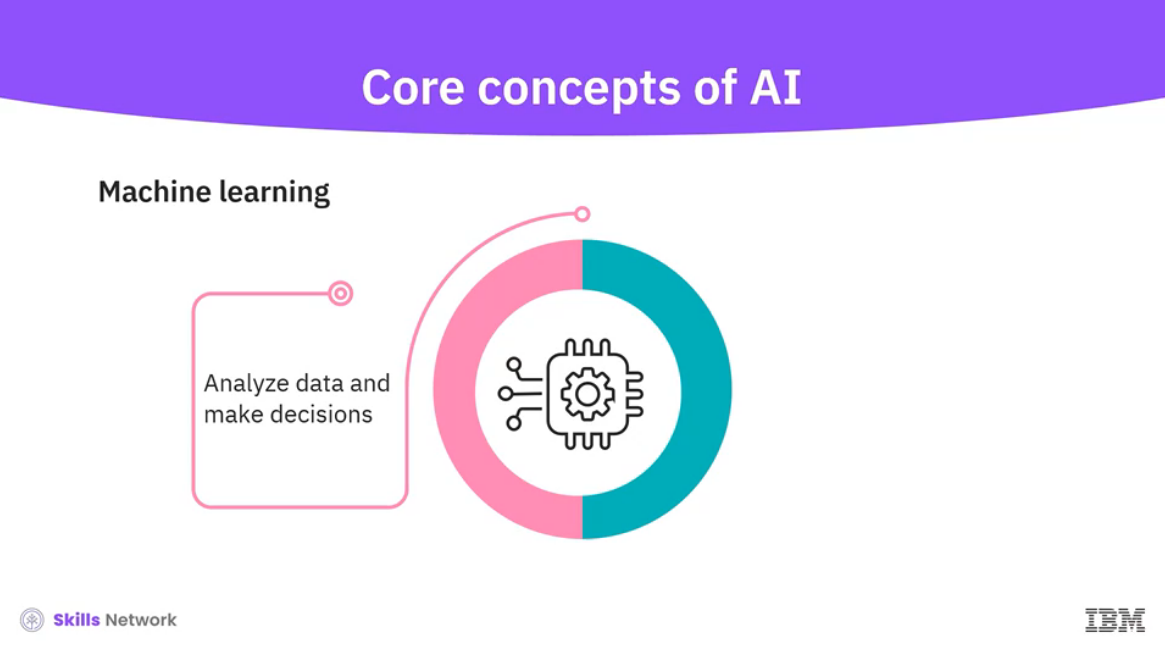 Core concepts of AI
Machine learning
Analyze data and
make decisions
Skills Network
IBM